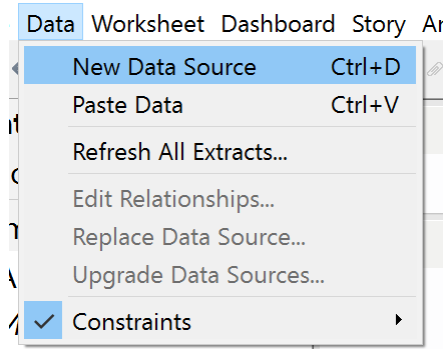 Data Worksheet Dashboard Story
New Data Source Ctrl+D
Paste Data Ctrl+V
Refresh All Extracts...
Edit Relationships...
Replace Data Source...
Upgrade Data Sources...
Constraints